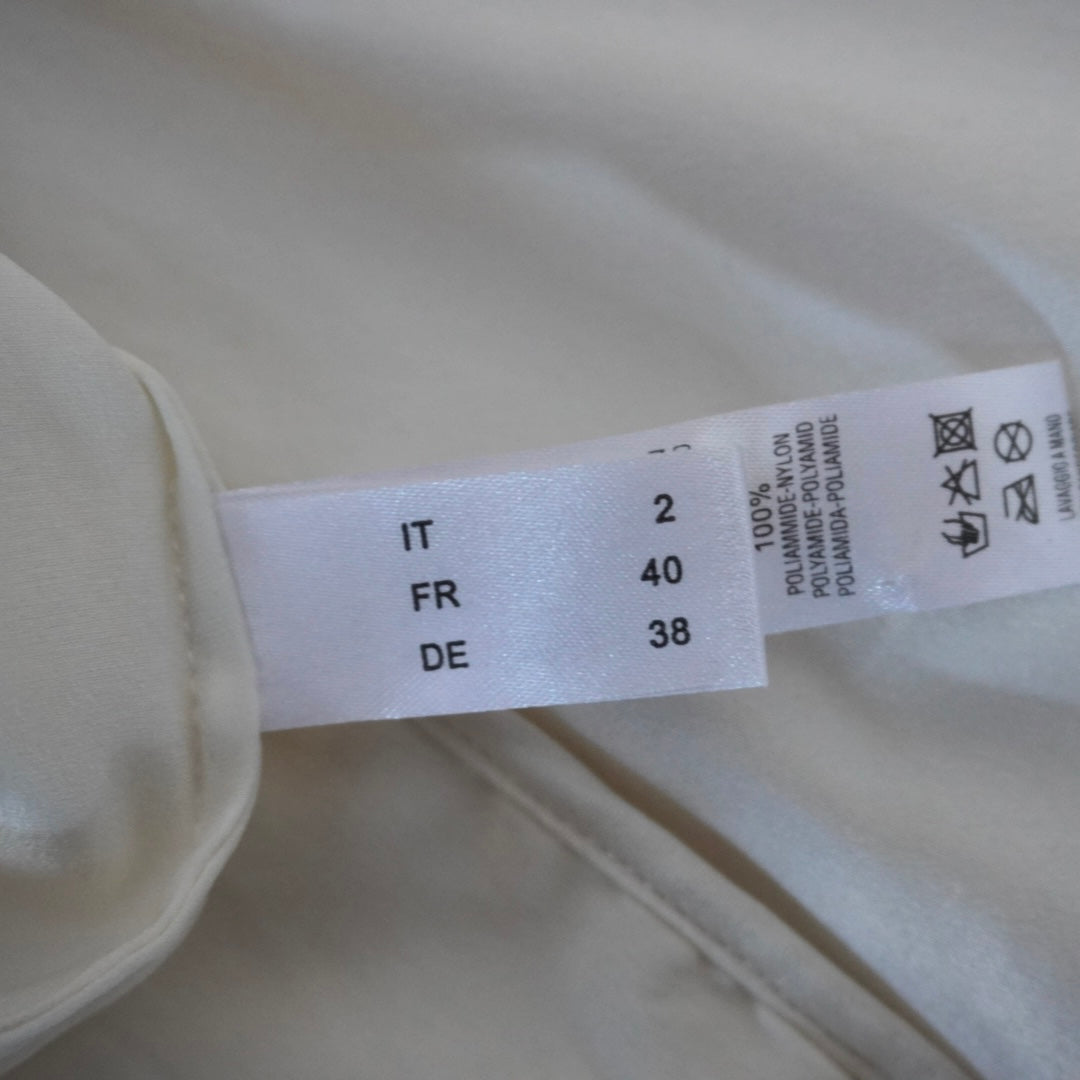 IT 2
FR 40
DE 38
100%
POLIAMMIDE-NYLON
POLYAMIDE-POLYAMID
POLIAMIDA-POLIAMIDE
LAVAGGIO A MANO